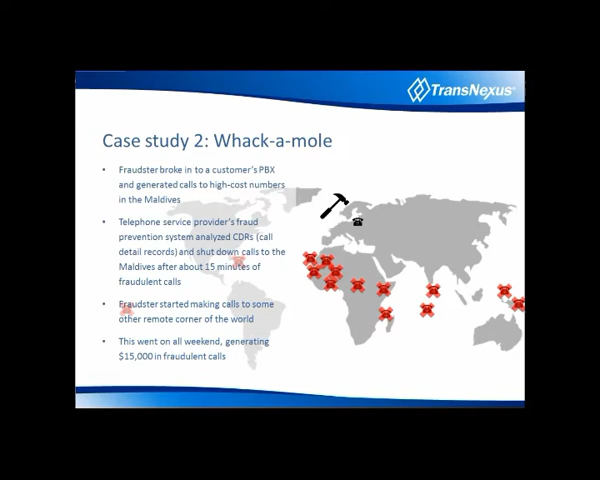 TransNexus
Case study 2: Whack-a-mole
• Fraudster broke in to a customer's PBX
and generated calls to high-cost numbers
in the Maldives
• Telephone service provider's fraud
prevention system analyzed CDRs (call
detail records) and shut down calls to the
Maldives after about 15 minutes of
fraudulent calls
• Fraudster started making calls to some
other remote corner of the world
• This went on all weekend, generating
$15,000 in fraudulent calls